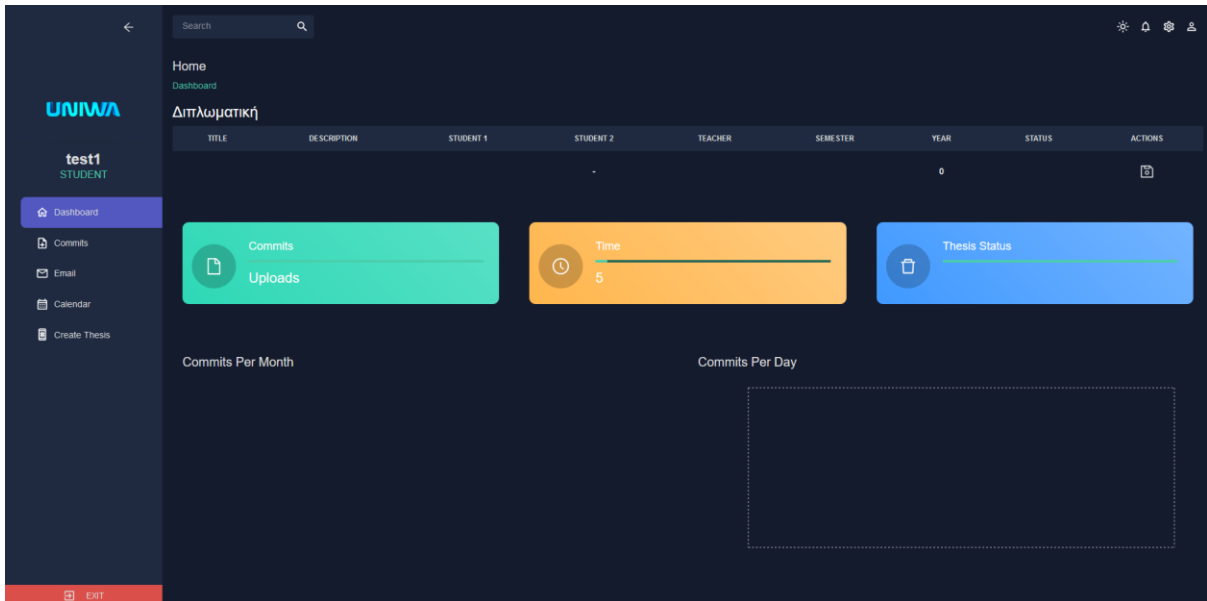 Search
Home
Dashboard
UNIWA
Διπλωματική
TITLE DESCRIPTION STUDENT 1 STUDENT 2 TEACHER SEMESTER YEAR STATUS ACTIONS
- 0
test1
STUDENT
Dashboard
Commits
Email
Calendar
Create Thesis
Commits
Uploads
Time
5
Thesis Status
Commits Per Month
Commits Per Day
EXIT